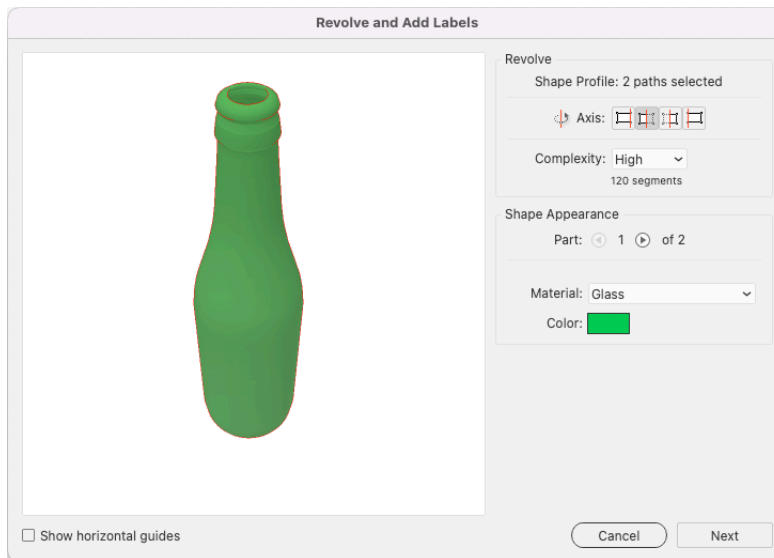 Revolve and Add Labels
Revolve
Shape Profile: 2 paths selected
Axis:
Complexity: High
120 segments
Shape Appearance
Part: 1 of 2
Material: Glass
Color:
Show horizontal guides
Cancel
Next